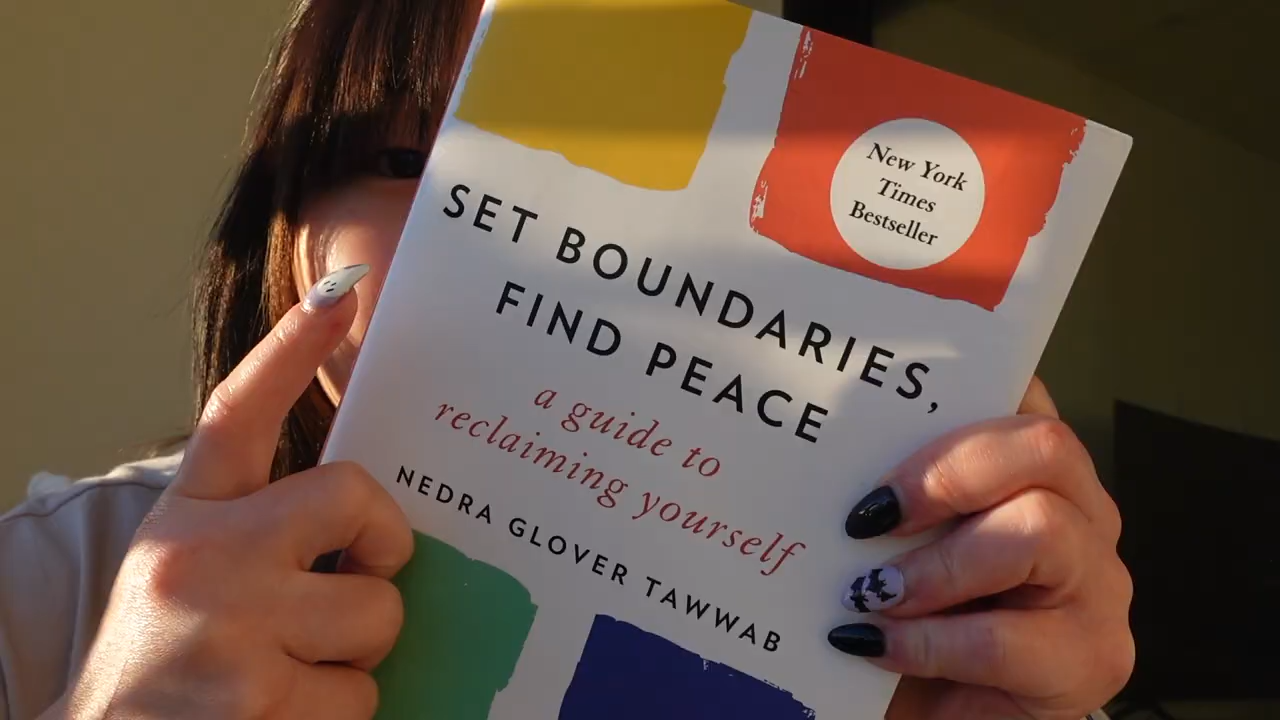 New York
Times
Bestseller
SET BOUNDARIES,
FIND PEACE
a guide to
reclaiming yourself
NEDRA GLOVER TAWWAB